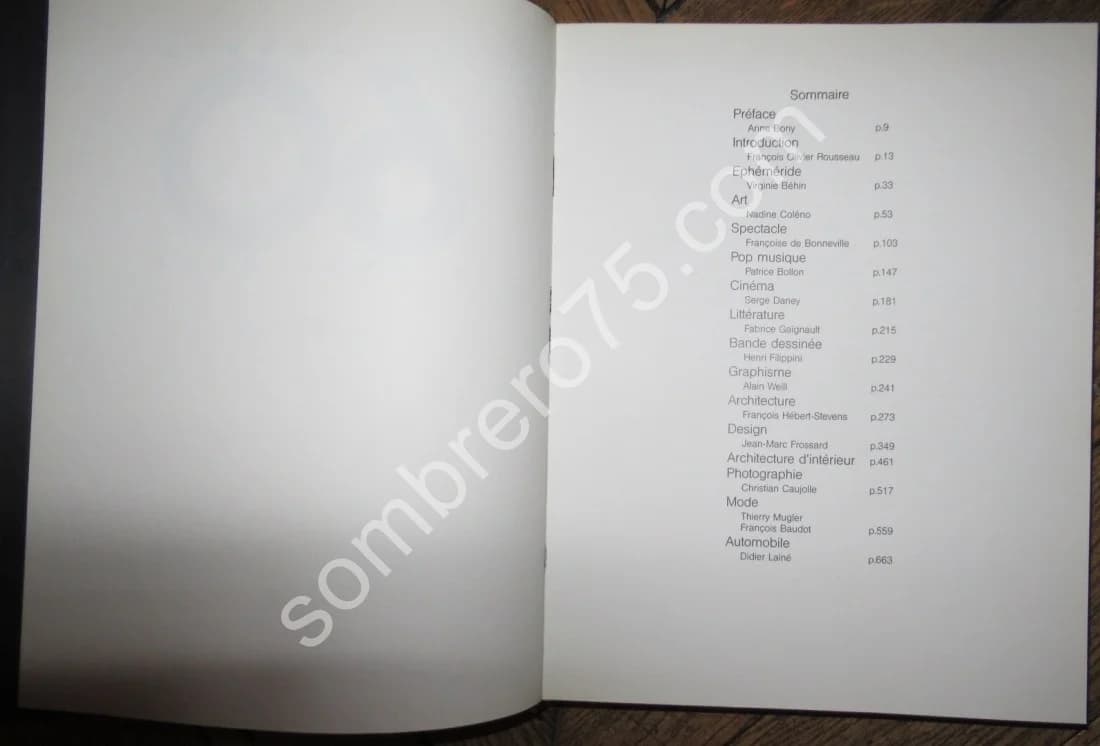 Sommaire
Préface
Anne Bony p.9
Introduction
François Olivier Rousseau p.13
Ephéméride
Virginie Béhin p.33
Art
Nadine Coléno p.53
Spectacle
Françoise de Bonneville p.103
Pop musique
Patrice Bollon p.147
Cinéma
Serge Daney p.181
Littérature
Fabrice Gaignault p.215
Bande dessinée
Henri Filippini p.229
Graphisme
Alain Weill p.241
Architecture
François Hébert-Stevens p.273
Design
Jean-Marc Frossard p.349
Architecture d'intérieur p.461
Photographie
Christian Caujolle p.517
Mode
Thierry Mugler
François Baudot p.559
Automobile
Didier Lainé p.663
sombrero75.com